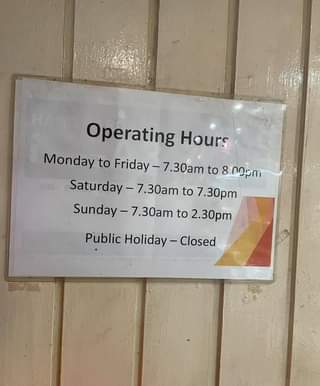 Operating Hours
Monday to Friday – 7.30am to 8.00pm
Saturday – 7.30am to 7.30pm
Sunday – 7.30am to 2.30pm
Public Holiday – Closed